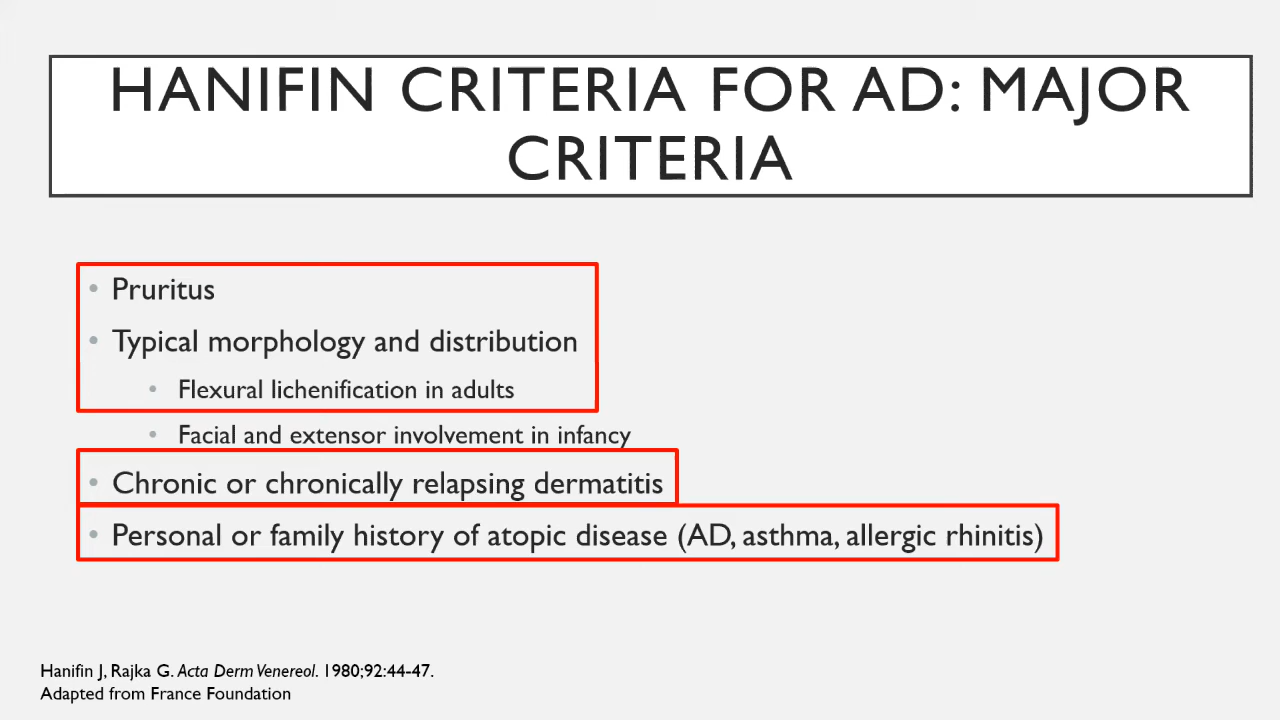 HANIFIN CRITERIA FOR AD: MAJOR
CRITERIA
• Pruritus
• Typical morphology and distribution
• Flexural lichenification in adults
• Facial and extensor involvement in infancy
• Chronic or chronically relapsing dermatitis
• Personal or family history of atopic disease (AD, asthma, allergic rhinitis)
Hanifin J, Rajka G. Acta Derm Venereol. 1980;92:44-47.
Adapted from France Foundation